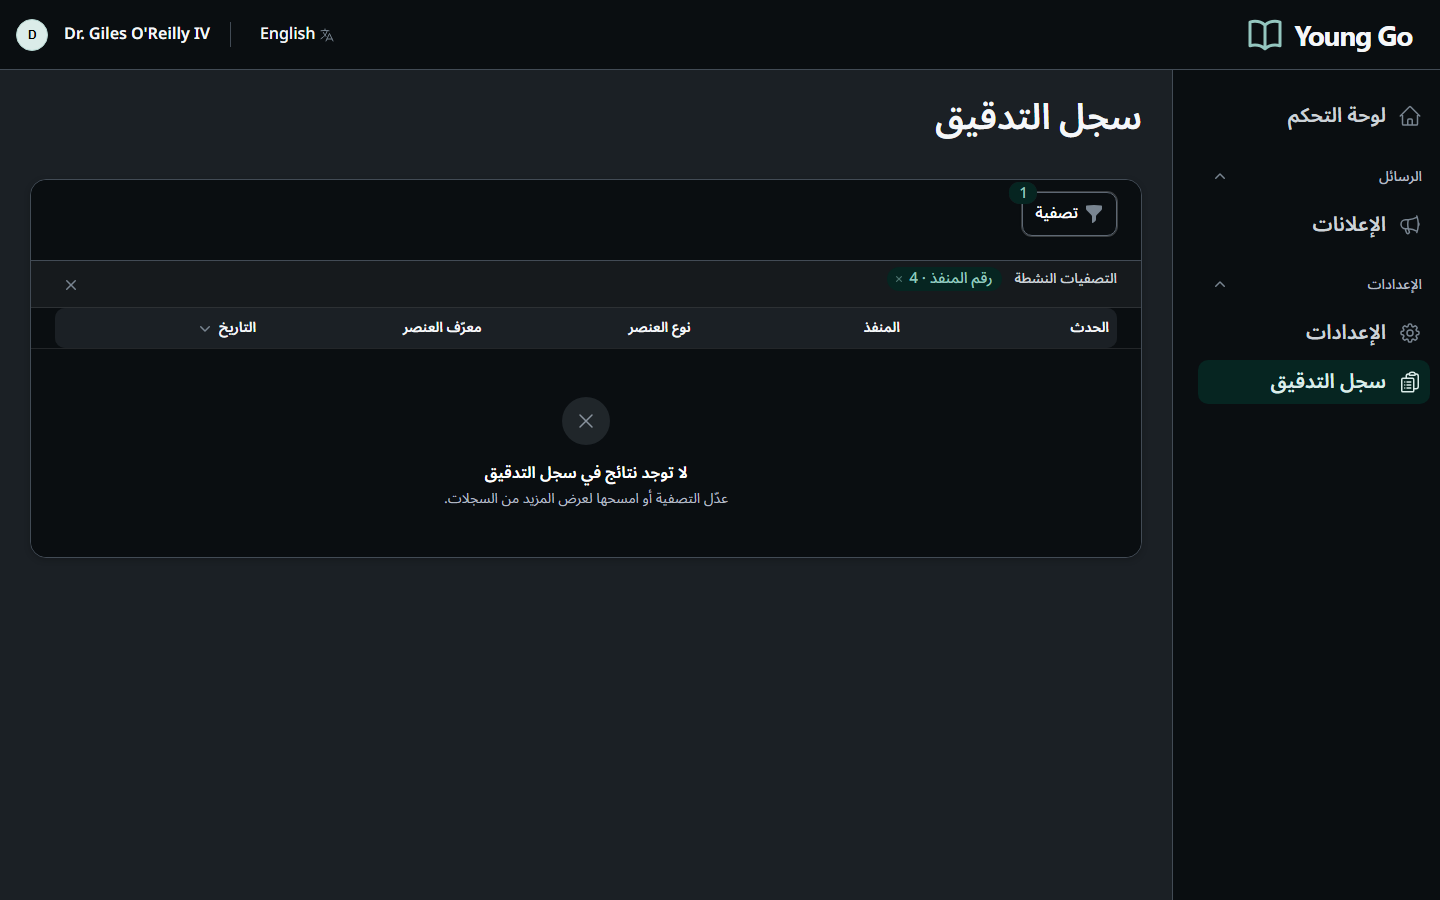 Young Go
English
Dr. Giles O'Reilly IV
D
لوحة التحكم
الرسائل
الإعلانات
الإعدادات
الإعدادات
سجل التدقيق
سجل التدقيق
تصفية
1
التصفيات النشطة
رقم المنفذ · 4
الحدث المنفذ نوع العنصر معرّف العنصر التاريخ
لا توجد نتائج في سجل التدقيق
عدّل التصفية أو امسحها لعرض المزيد من السجلات.